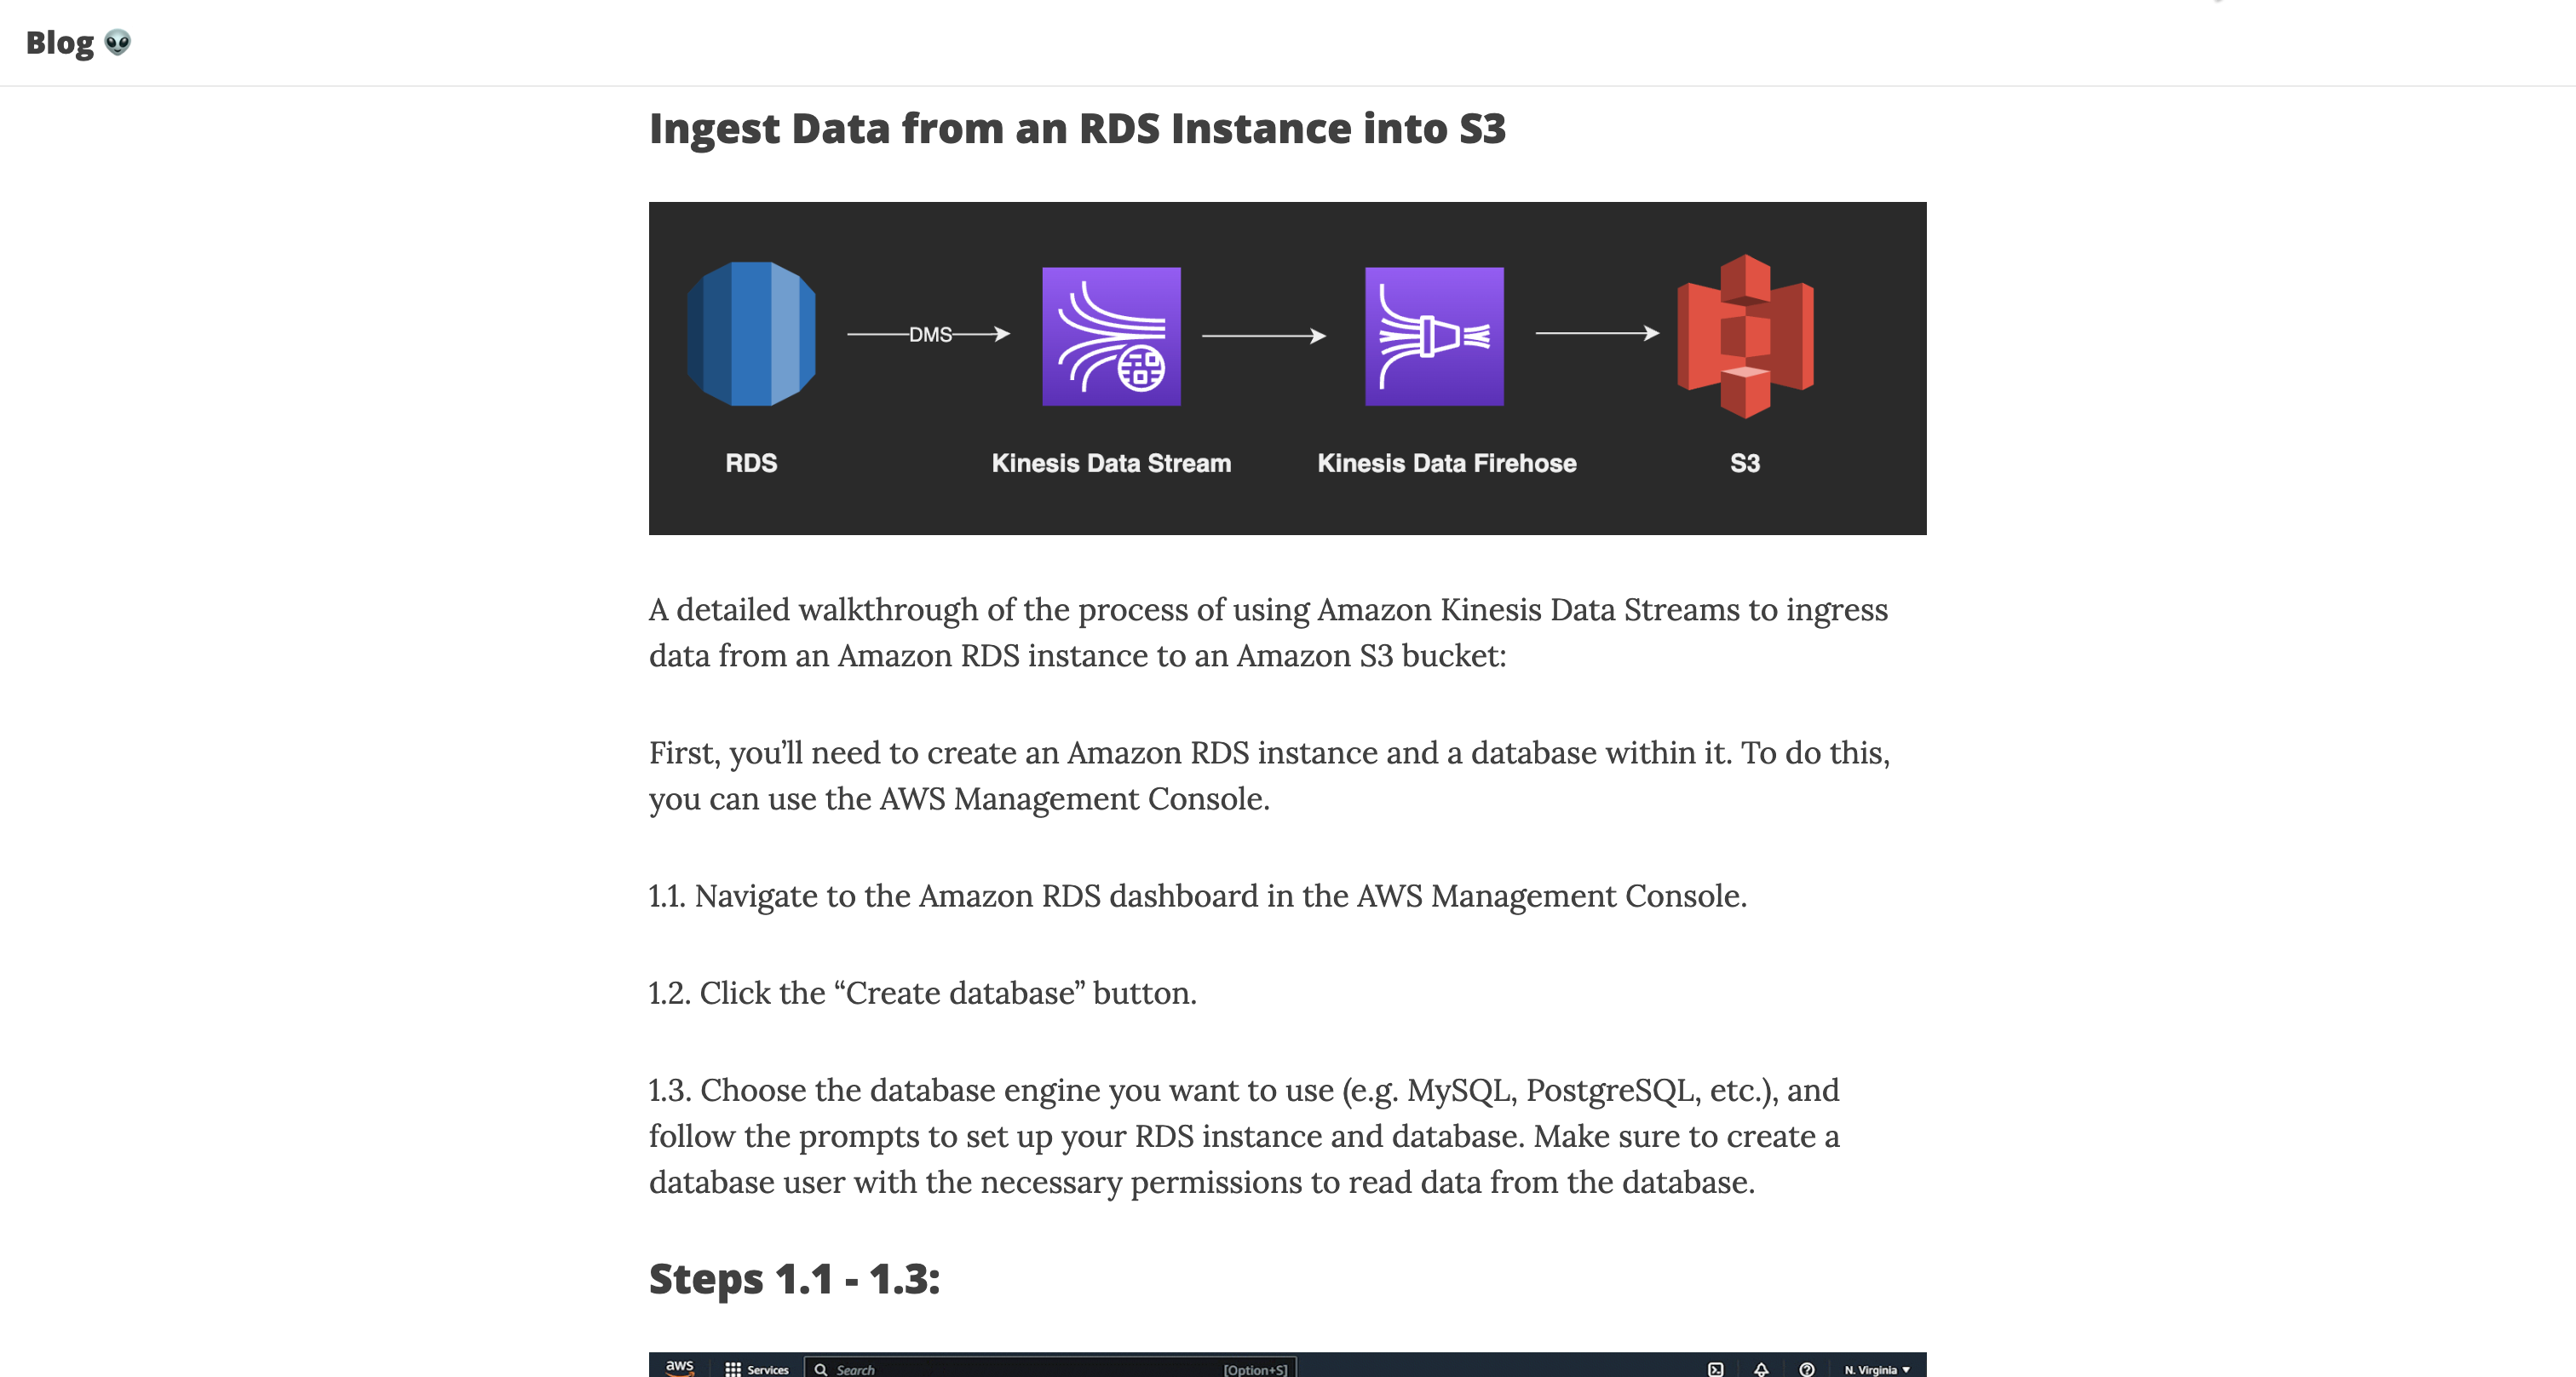 Blog 👽
Ingest Data from an RDS Instance into S3
DMS
RDS
Kinesis Data Stream
Kinesis Data Firehose
S3
A detailed walkthrough of the process of using Amazon Kinesis Data Streams to ingress
data from an Amazon RDS instance to an Amazon S3 bucket:
First, you’ll need to create an Amazon RDS instance and a database within it. To do this,
you can use the AWS Management Console.
1.1. Navigate to the Amazon RDS dashboard in the AWS Management Console.
1.2. Click the “Create database” button.
1.3. Choose the database engine you want to use (e.g. MySQL, PostgreSQL, etc.), and
follow the prompts to set up your RDS instance and database. Make sure to create a
database user with the necessary permissions to read data from the database.
Steps 1.1 - 1.3:
aws
Services
Search
[Option+S]
N. Virginia